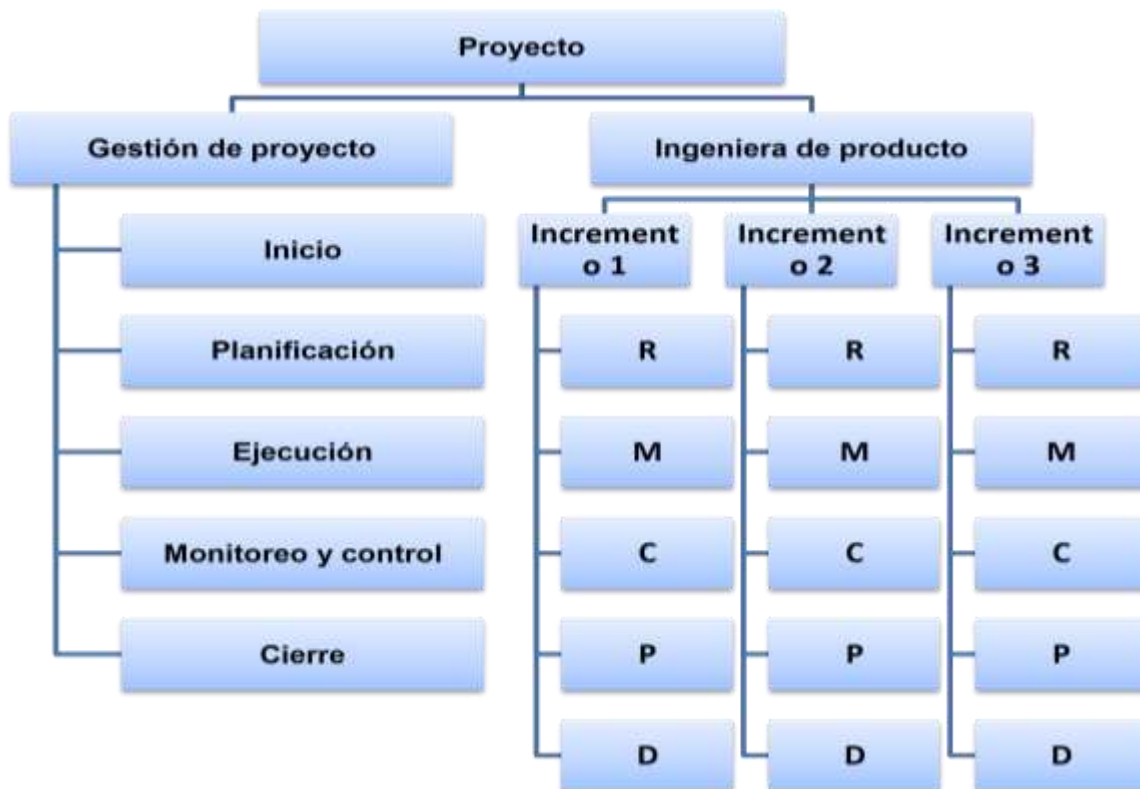 Proyecto
Gestión de proyecto
Ingeniera de producto
Inicio
Planificación
Ejecución
Monitoreo y control
Cierre
Increment
o 1
R
M
C
P
D
Increment
o 2
R
M
C
P
D
Increment
o 3
R
M
C
P
D